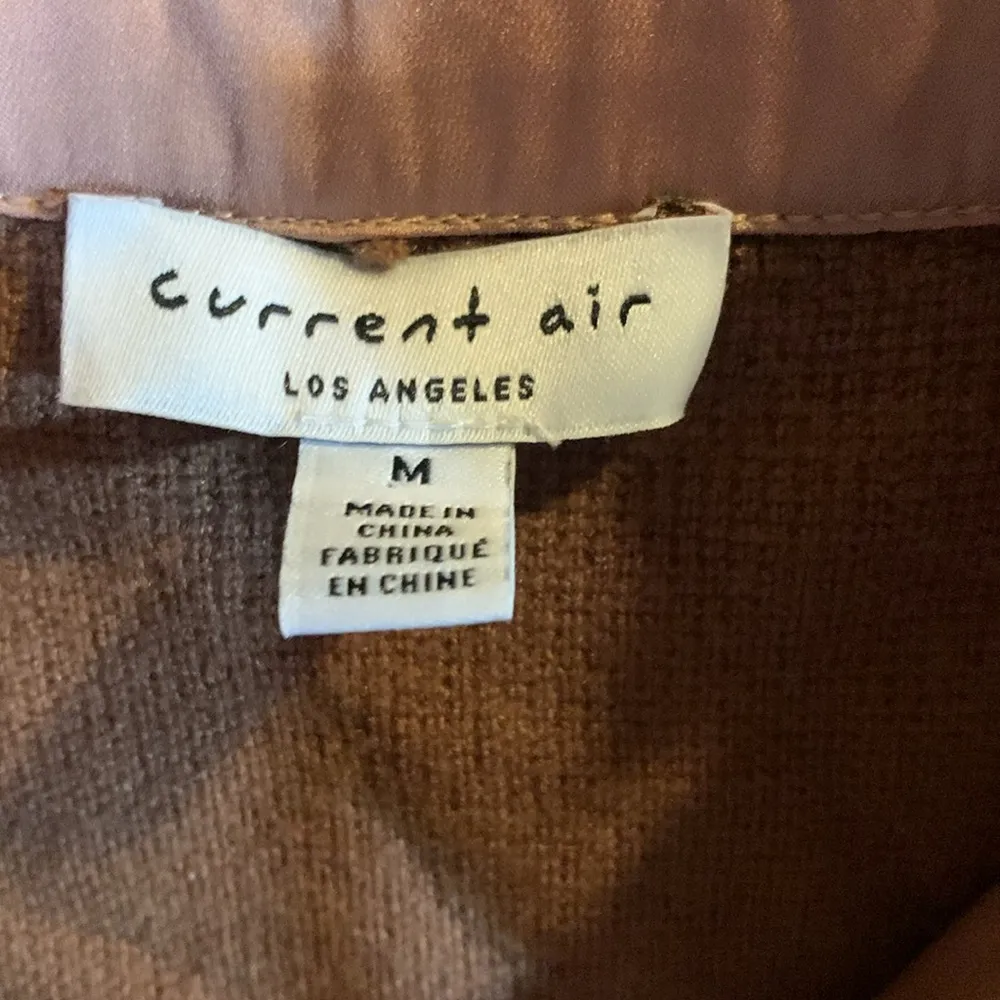 current air
LOS ANGELES
M
MADE IN
CHINA
FABRIQUÉ
EN CHINE